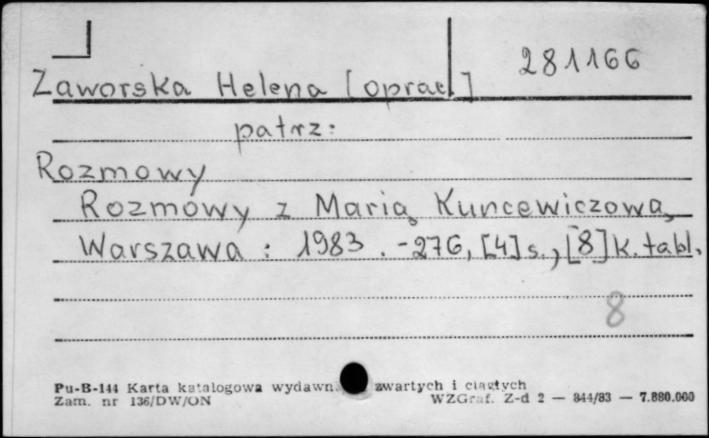 281166
Zaworska Helena [oprac]
patrz:
Rozmowy
Rozmowy z Marią Kuncewiczową,
Warszawa : 1983 . - 276, [4] s., [8] k. tabl.
8
Pu-B-144 Karta katalogowa wydawn. zwartych i ciągłych
Zam. nr 136/DW/ON WZGraf. Z-d 2 — 844/83 — 7.880.000